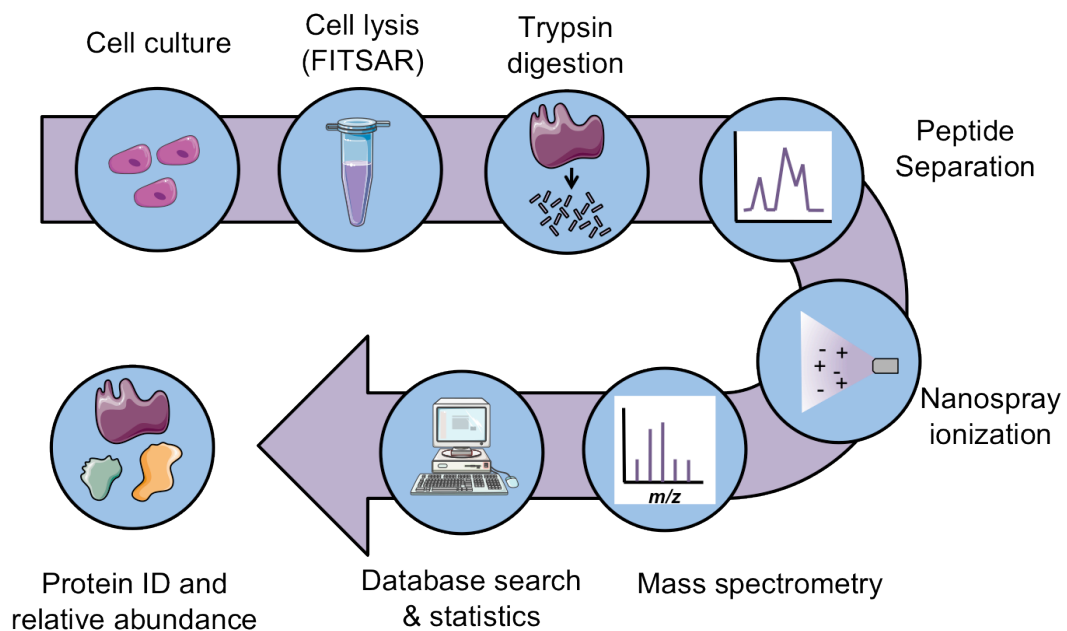 Cell culture
Cell lysis
(FITSAR)
Trypsin
digestion
Peptide
Separation
- +
+ -
- +
Nanospray
ionization
m/z
Mass spectrometry
Database search
& statistics
Protein ID and
relative abundance